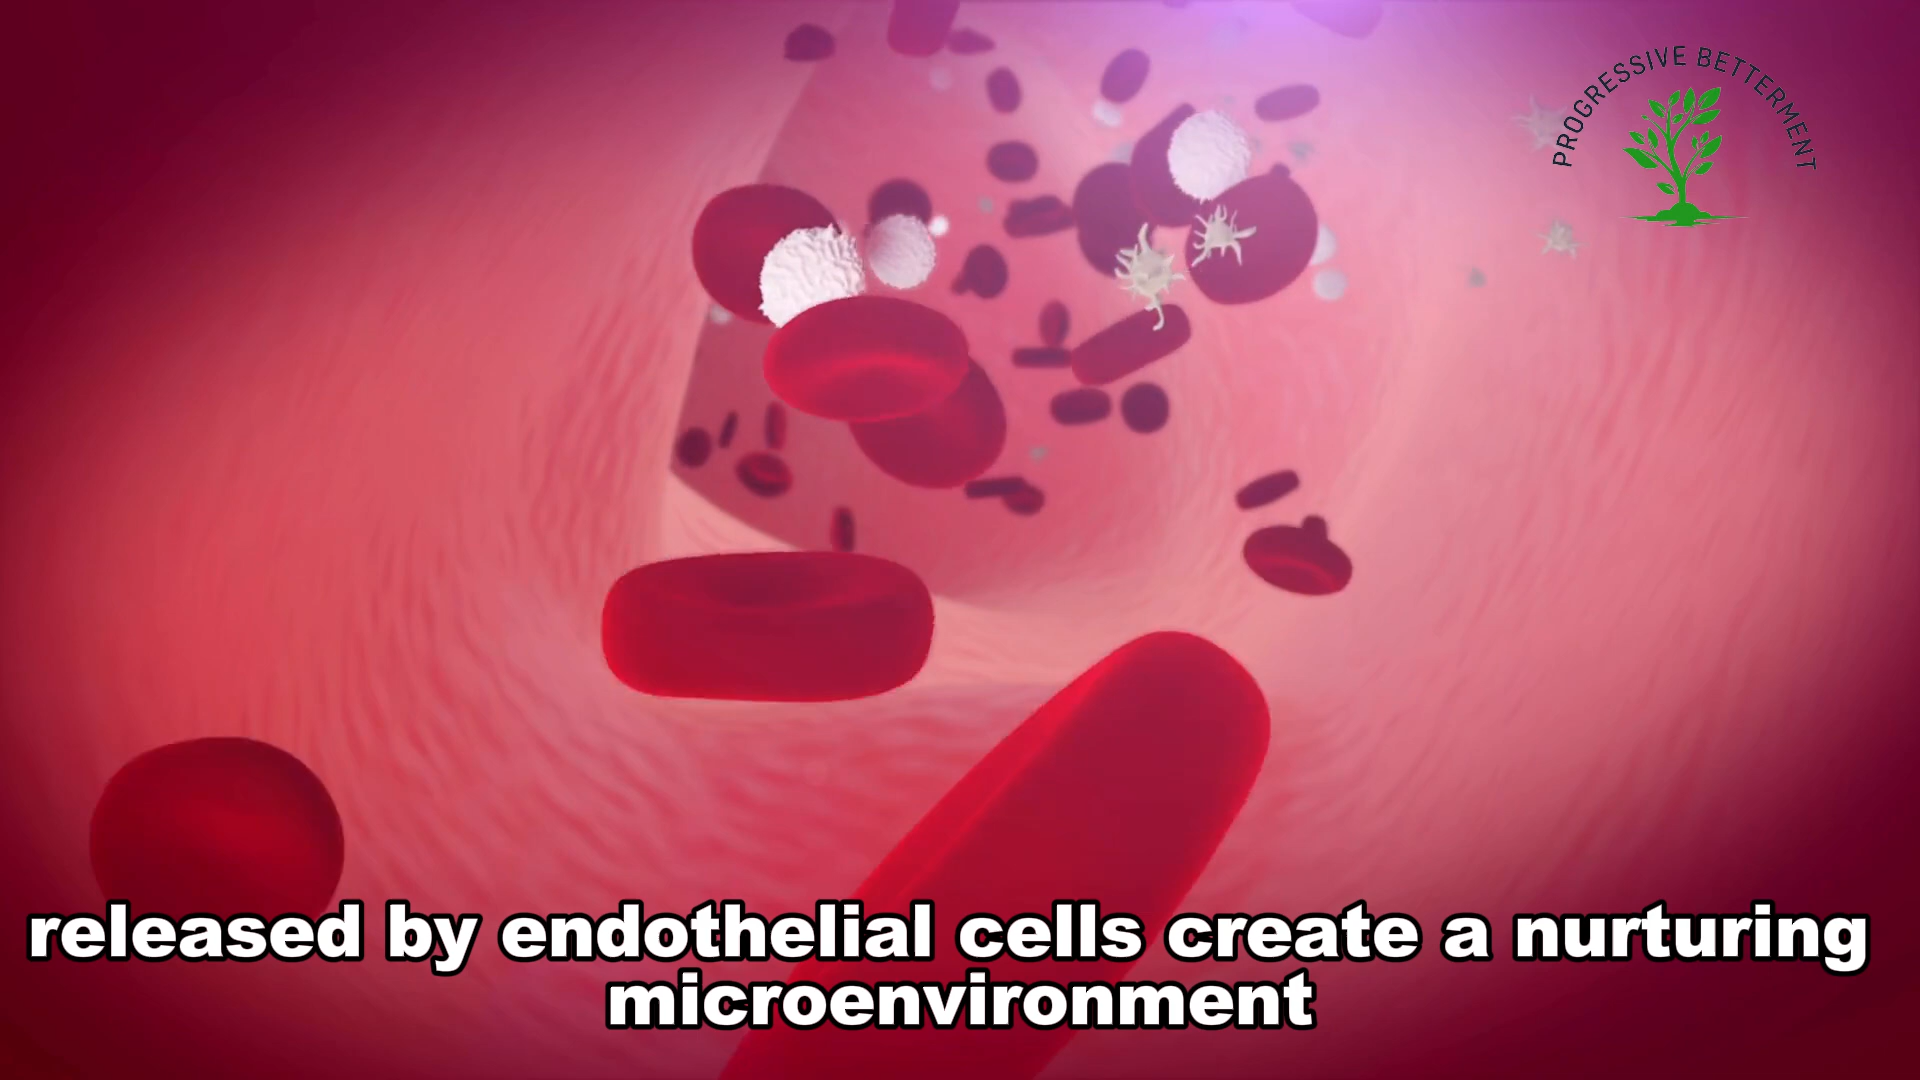 PROGRESSIVE BETTERMENT
released by endothelial cells create a nurturing
microenvironment